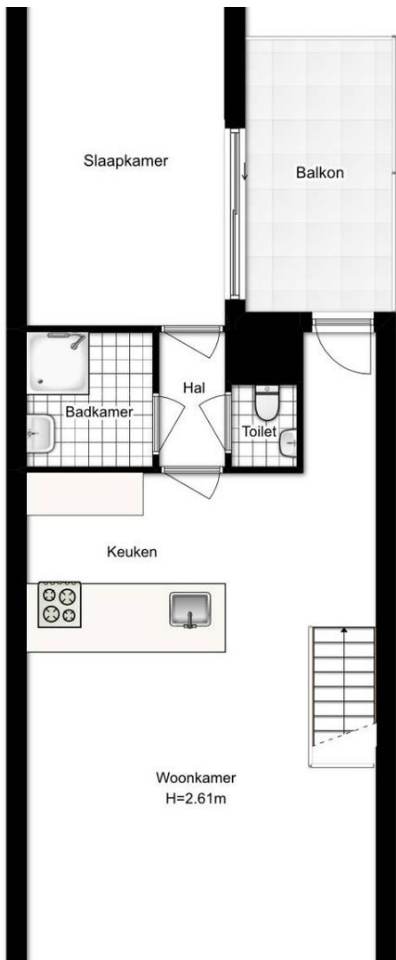 Slaapkamer
Balkon
Hal
Badkamer
Toilet
Keuken
Woonkamer
H=2.61m